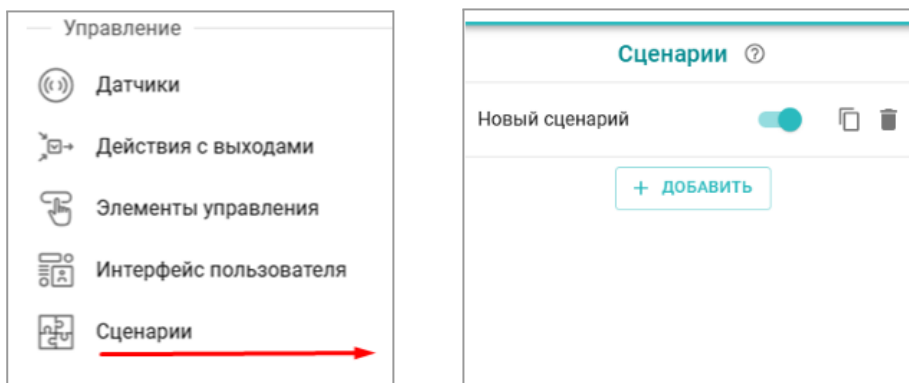 Управление
Датчики
Действия с выходами
Элементы управления
Интерфейс пользователя
Сценарии
Сценарии ?
Новый сценарий
+ ДОБАВИТЬ